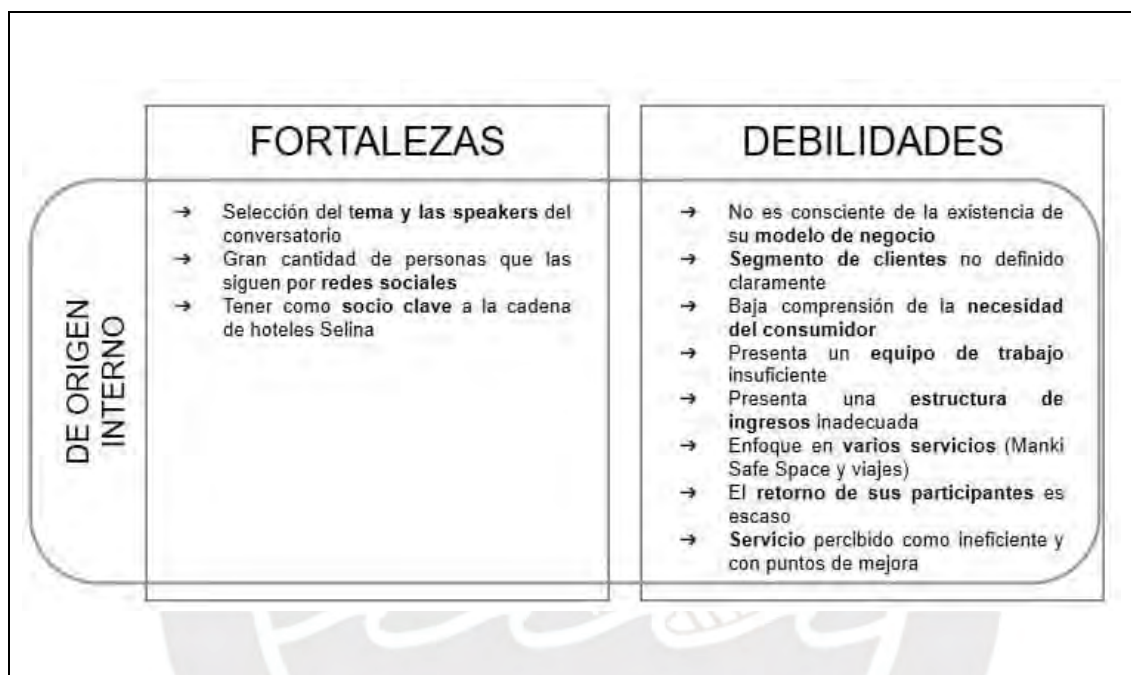 FORTALEZAS
DEBILIDADES
DE ORIGEN
INTERNO
➔ Selección del tema y las speakers del
conversatorio
➔ Gran cantidad de personas que las
siguen por redes sociales
➔ Tener como socio clave a la cadena
de hoteles Selina
➔ No es consciente de la existencia de
su modelo de negocio
➔ Segmento de clientes no definido
claramente
➔ Baja comprensión de la necesidad
del consumidor
➔ Presenta un equipo de trabajo
insuficiente
➔ Presenta una estructura de
ingresos inadecuada
➔ Enfoque en varios servicios (Manki
Safe Space y viajes)
➔ El retorno de sus participantes es
escaso
➔ Servicio percibido como ineficiente y
con puntos de mejora